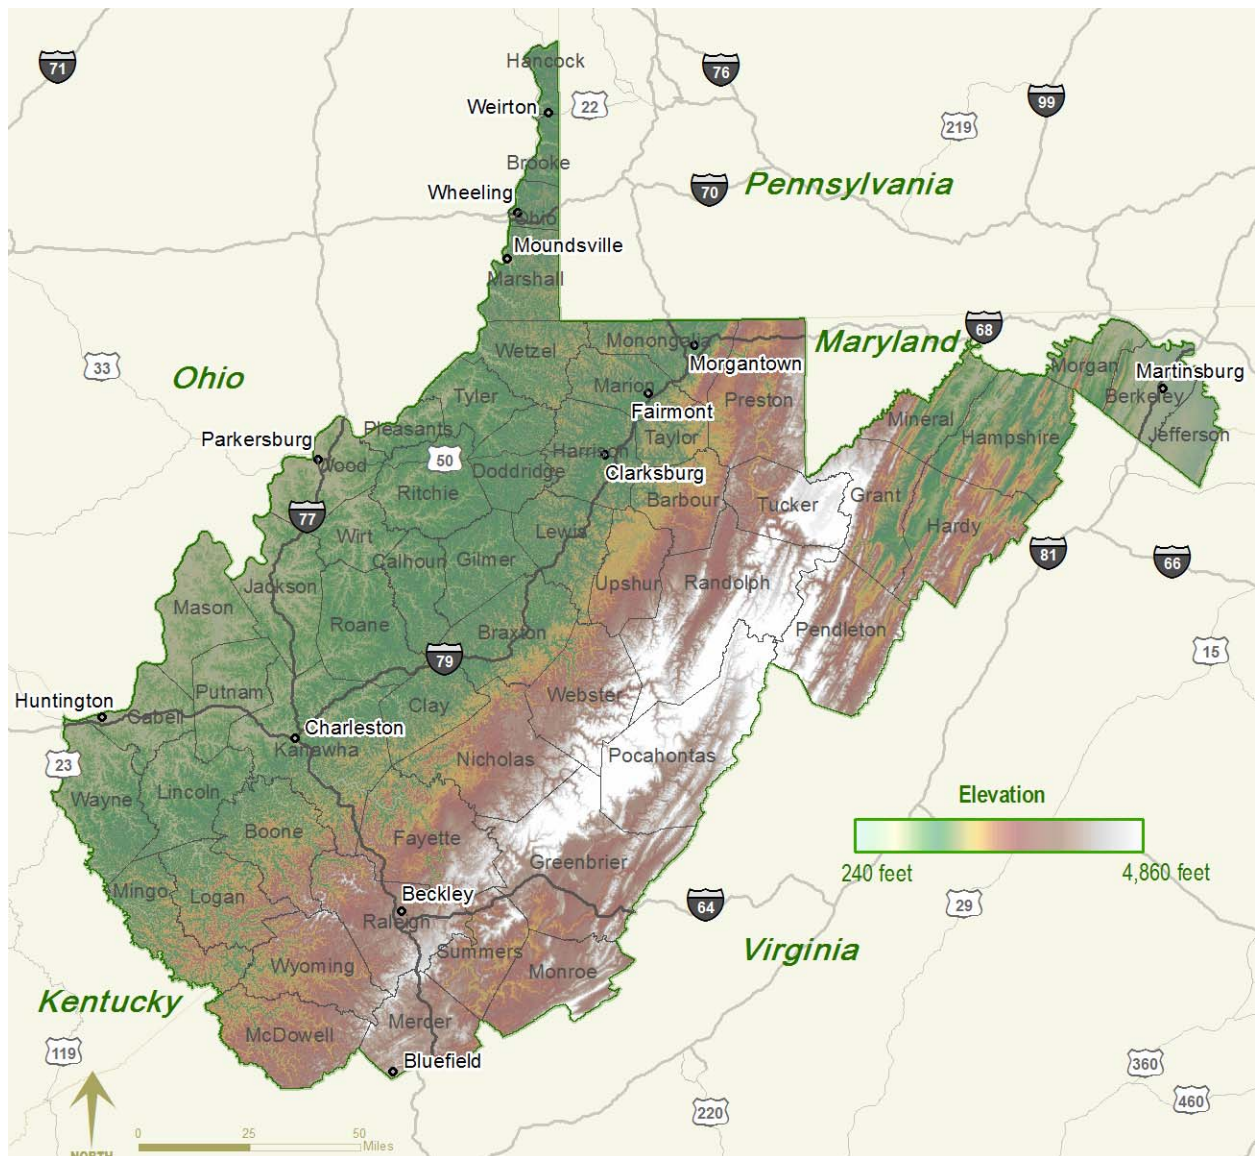 Hancock
71
76
Weirton
22
99
219
Brooke
Wheeling
70
Pennsylvania
Ohio
Moundsville
Marshall
68
Maryland
Wetzel
Monongalia
Morgantown
33
Ohio
Morgan
Martinsburg
Marion
Tyler
Preston
Berkeley
Fairmont
Mineral
Pleasants
Taylor
Hampshire
Jefferson
Parkersburg
Wood
50
Harrison
Doddridge
Clarksburg
Ritchie
Barbour
Tucker
Grant
77
Hardy
Wirt
Lewis
Calhoun
Gilmer
81
66
Jackson
Upshur
Randolph
Mason
Roane
Braxton
Pendleton
79
15
Putnam
Webster
Huntington
Clay
Cabell
Charleston
Kanawha
Nicholas
Pocahontas
23
Wayne
Lincoln
Elevation
Boone
Fayette
Greenbrier
240 feet
4,860 feet
Mingo
Logan
Beckley
64
29
Raleigh
Summers
Virginia
Wyoming
Monroe
Kentucky
Mercer
McDowell
119
Bluefield
360
460
220
0
25
50
Miles
NORTH